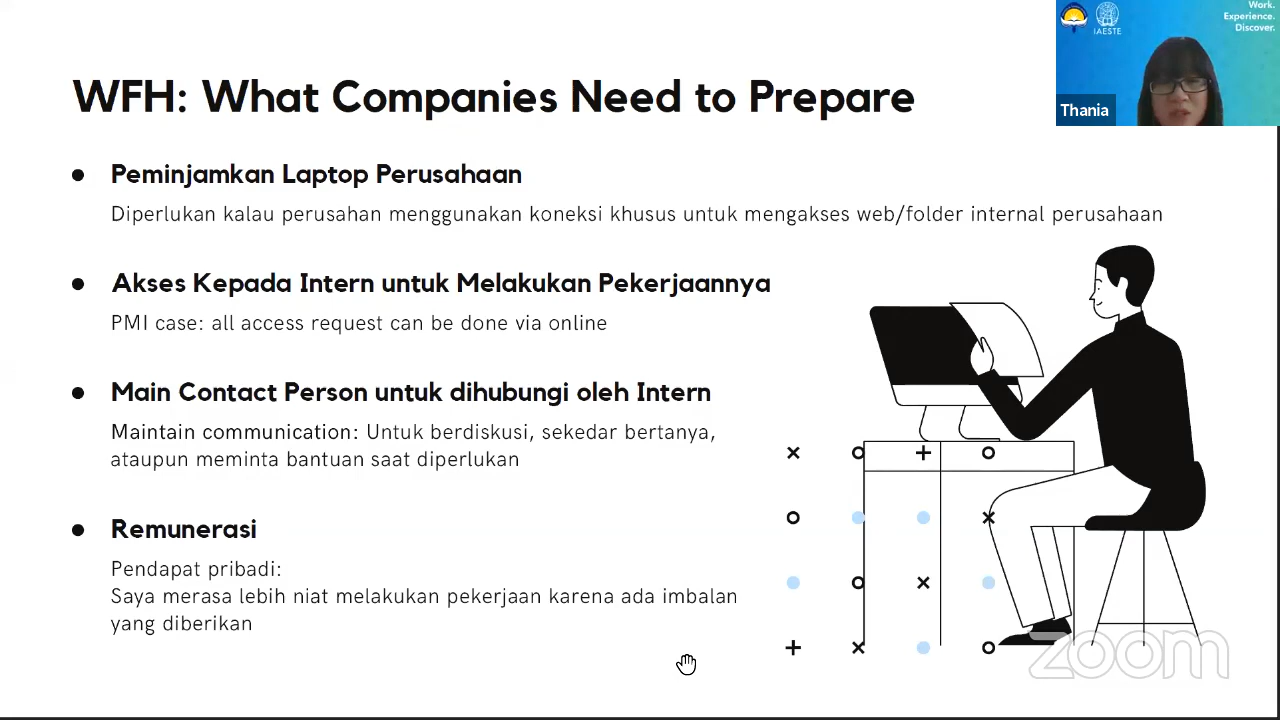 WFH: What Companies Need to Prepare
Work.
Experience.
Discover.
IAESTE
Thania
Peminjamkan Laptop Perusahaan
Diperlukan kalau perusahan menggunakan koneksi khusus untuk mengakses web/folder internal perusahaan
Akses Kepada Intern untuk Melakukan Pekerjaannya
PMI case: all access request can be done via online
Main Contact Person untuk dihubungi oleh Intern
Maintain communication: Untuk berdiskusi, sekedar bertanya,
ataupun meminta bantuan saat diperlukan
Remunerasi
Pendapat pribadi:
Saya merasa lebih niat melakukan pekerjaan karena ada imbalan
yang diberikan
zoom